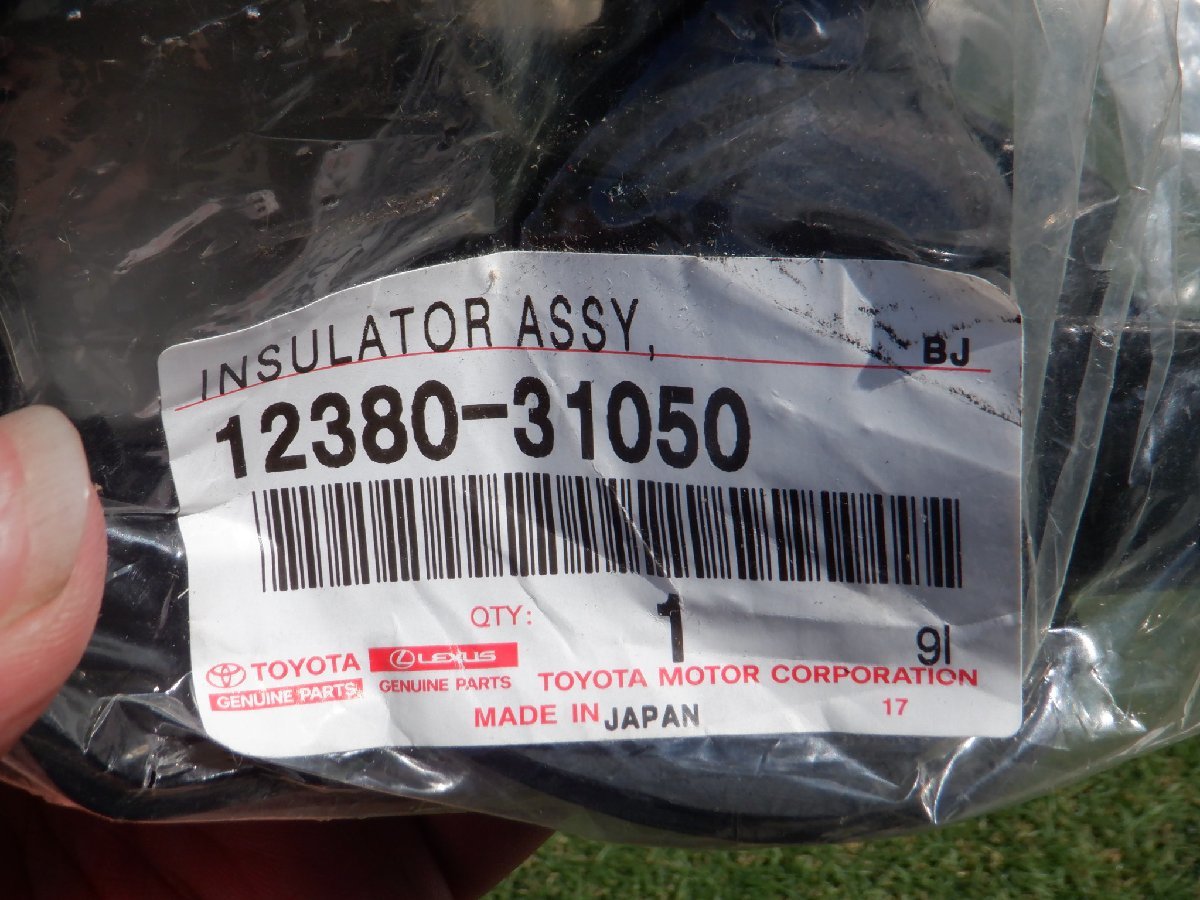 INSULATOR ASSY,
BJ
12380-31050
QTY: 1
9I
TOYOTA
GENUINE PARTS
LEXUS
GENUINE PARTS
TOYOTA MOTOR CORPORATION
MADE IN JAPAN
17